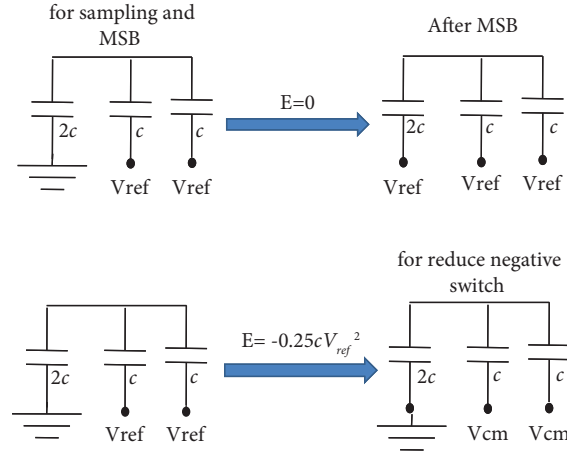 for sampling and
MSB
2c
c
c
Vref
Vref
E=0
After MSB
2c
c
c
Vref
Vref
Vref
2c
c
c
Vref
Vref
E= -0.25cVref²
for reduce negative
switch
2c
c
c
Vcm
Vcm